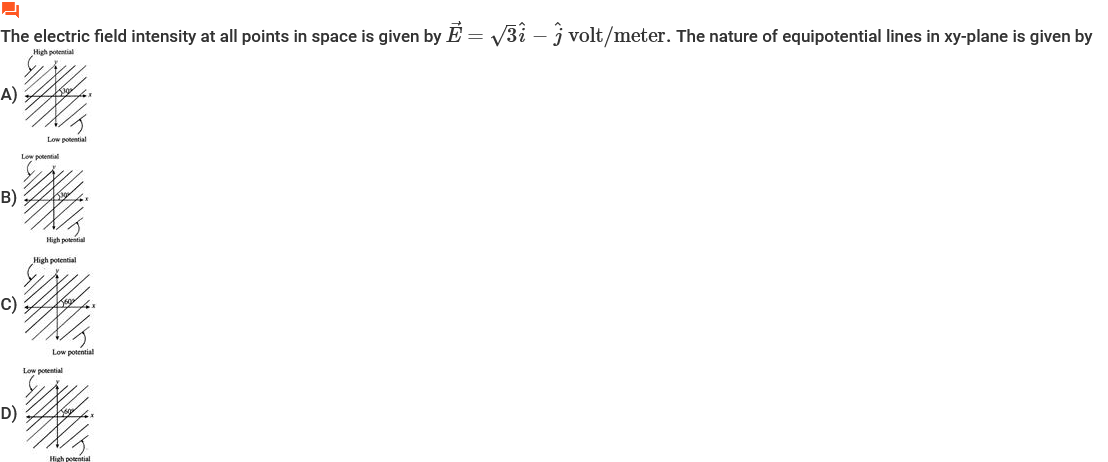 The electric field intensity at all points in space is given by $\vec{E} = \sqrt{3}\hat{i} - \hat{j}$ volt/meter. The nature of equipotential lines in xy-plane is given by
High potential
y
A)
30°
x
Low potential
Low potential
y
B)
30°
x
High potential
High potential
y
C)
60°
x
Low potential
Low potential
y
D)
60°
x
High potential